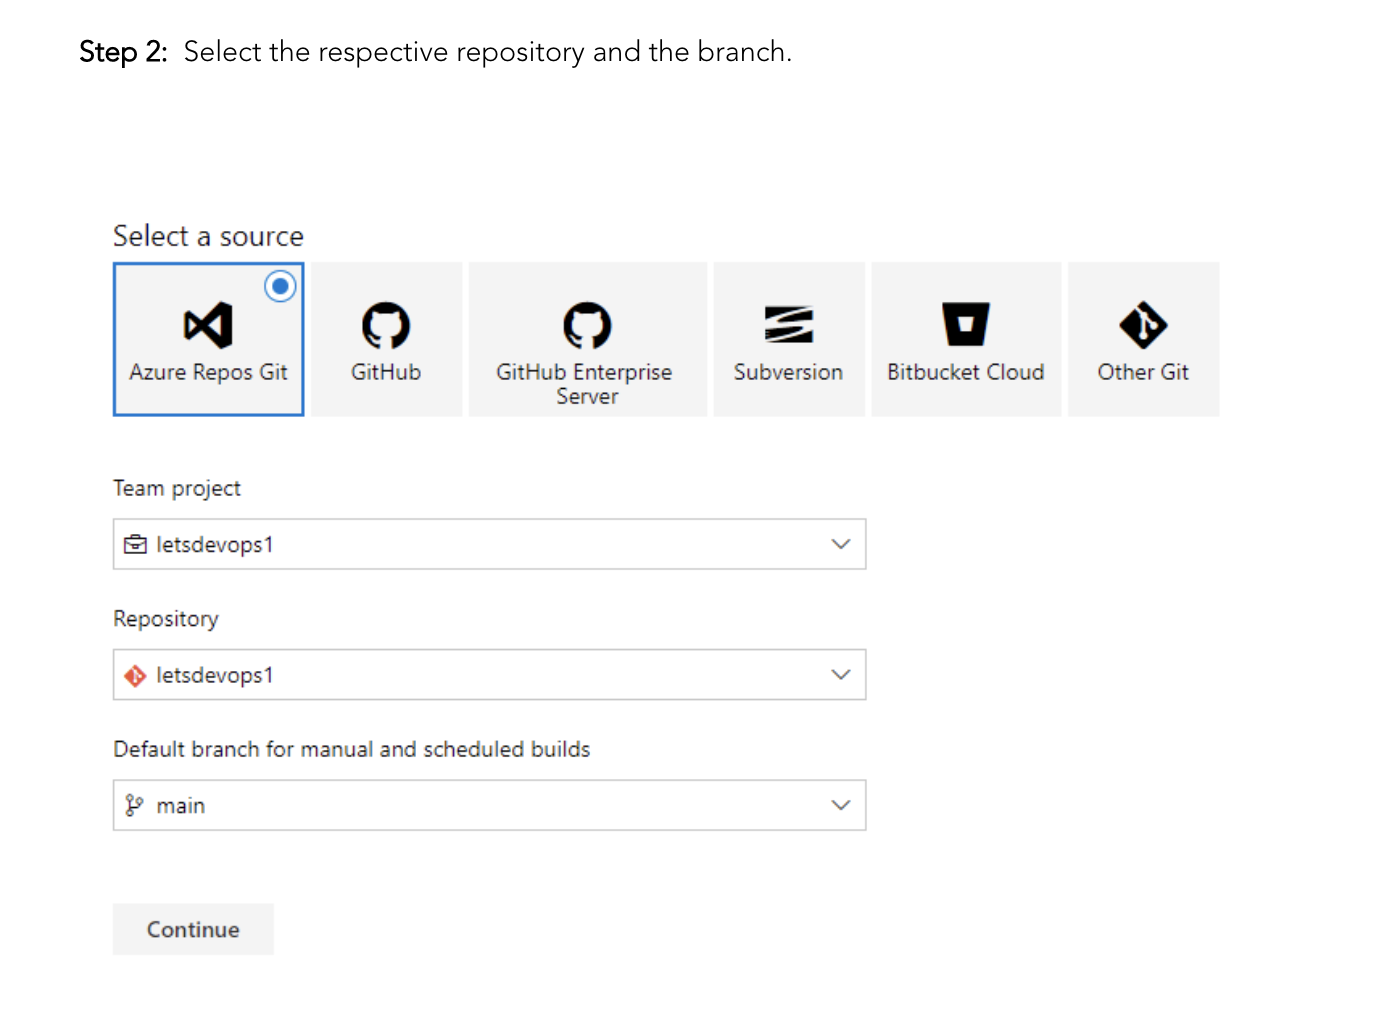 Step 2: Select the respective repository and the branch.
Select a source
Azure Repos Git
GitHub
GitHub Enterprise
Server
Subversion
Bitbucket Cloud
Other Git
Team project
letsdevops1
Repository
letsdevops1
Default branch for manual and scheduled builds
main
Continue